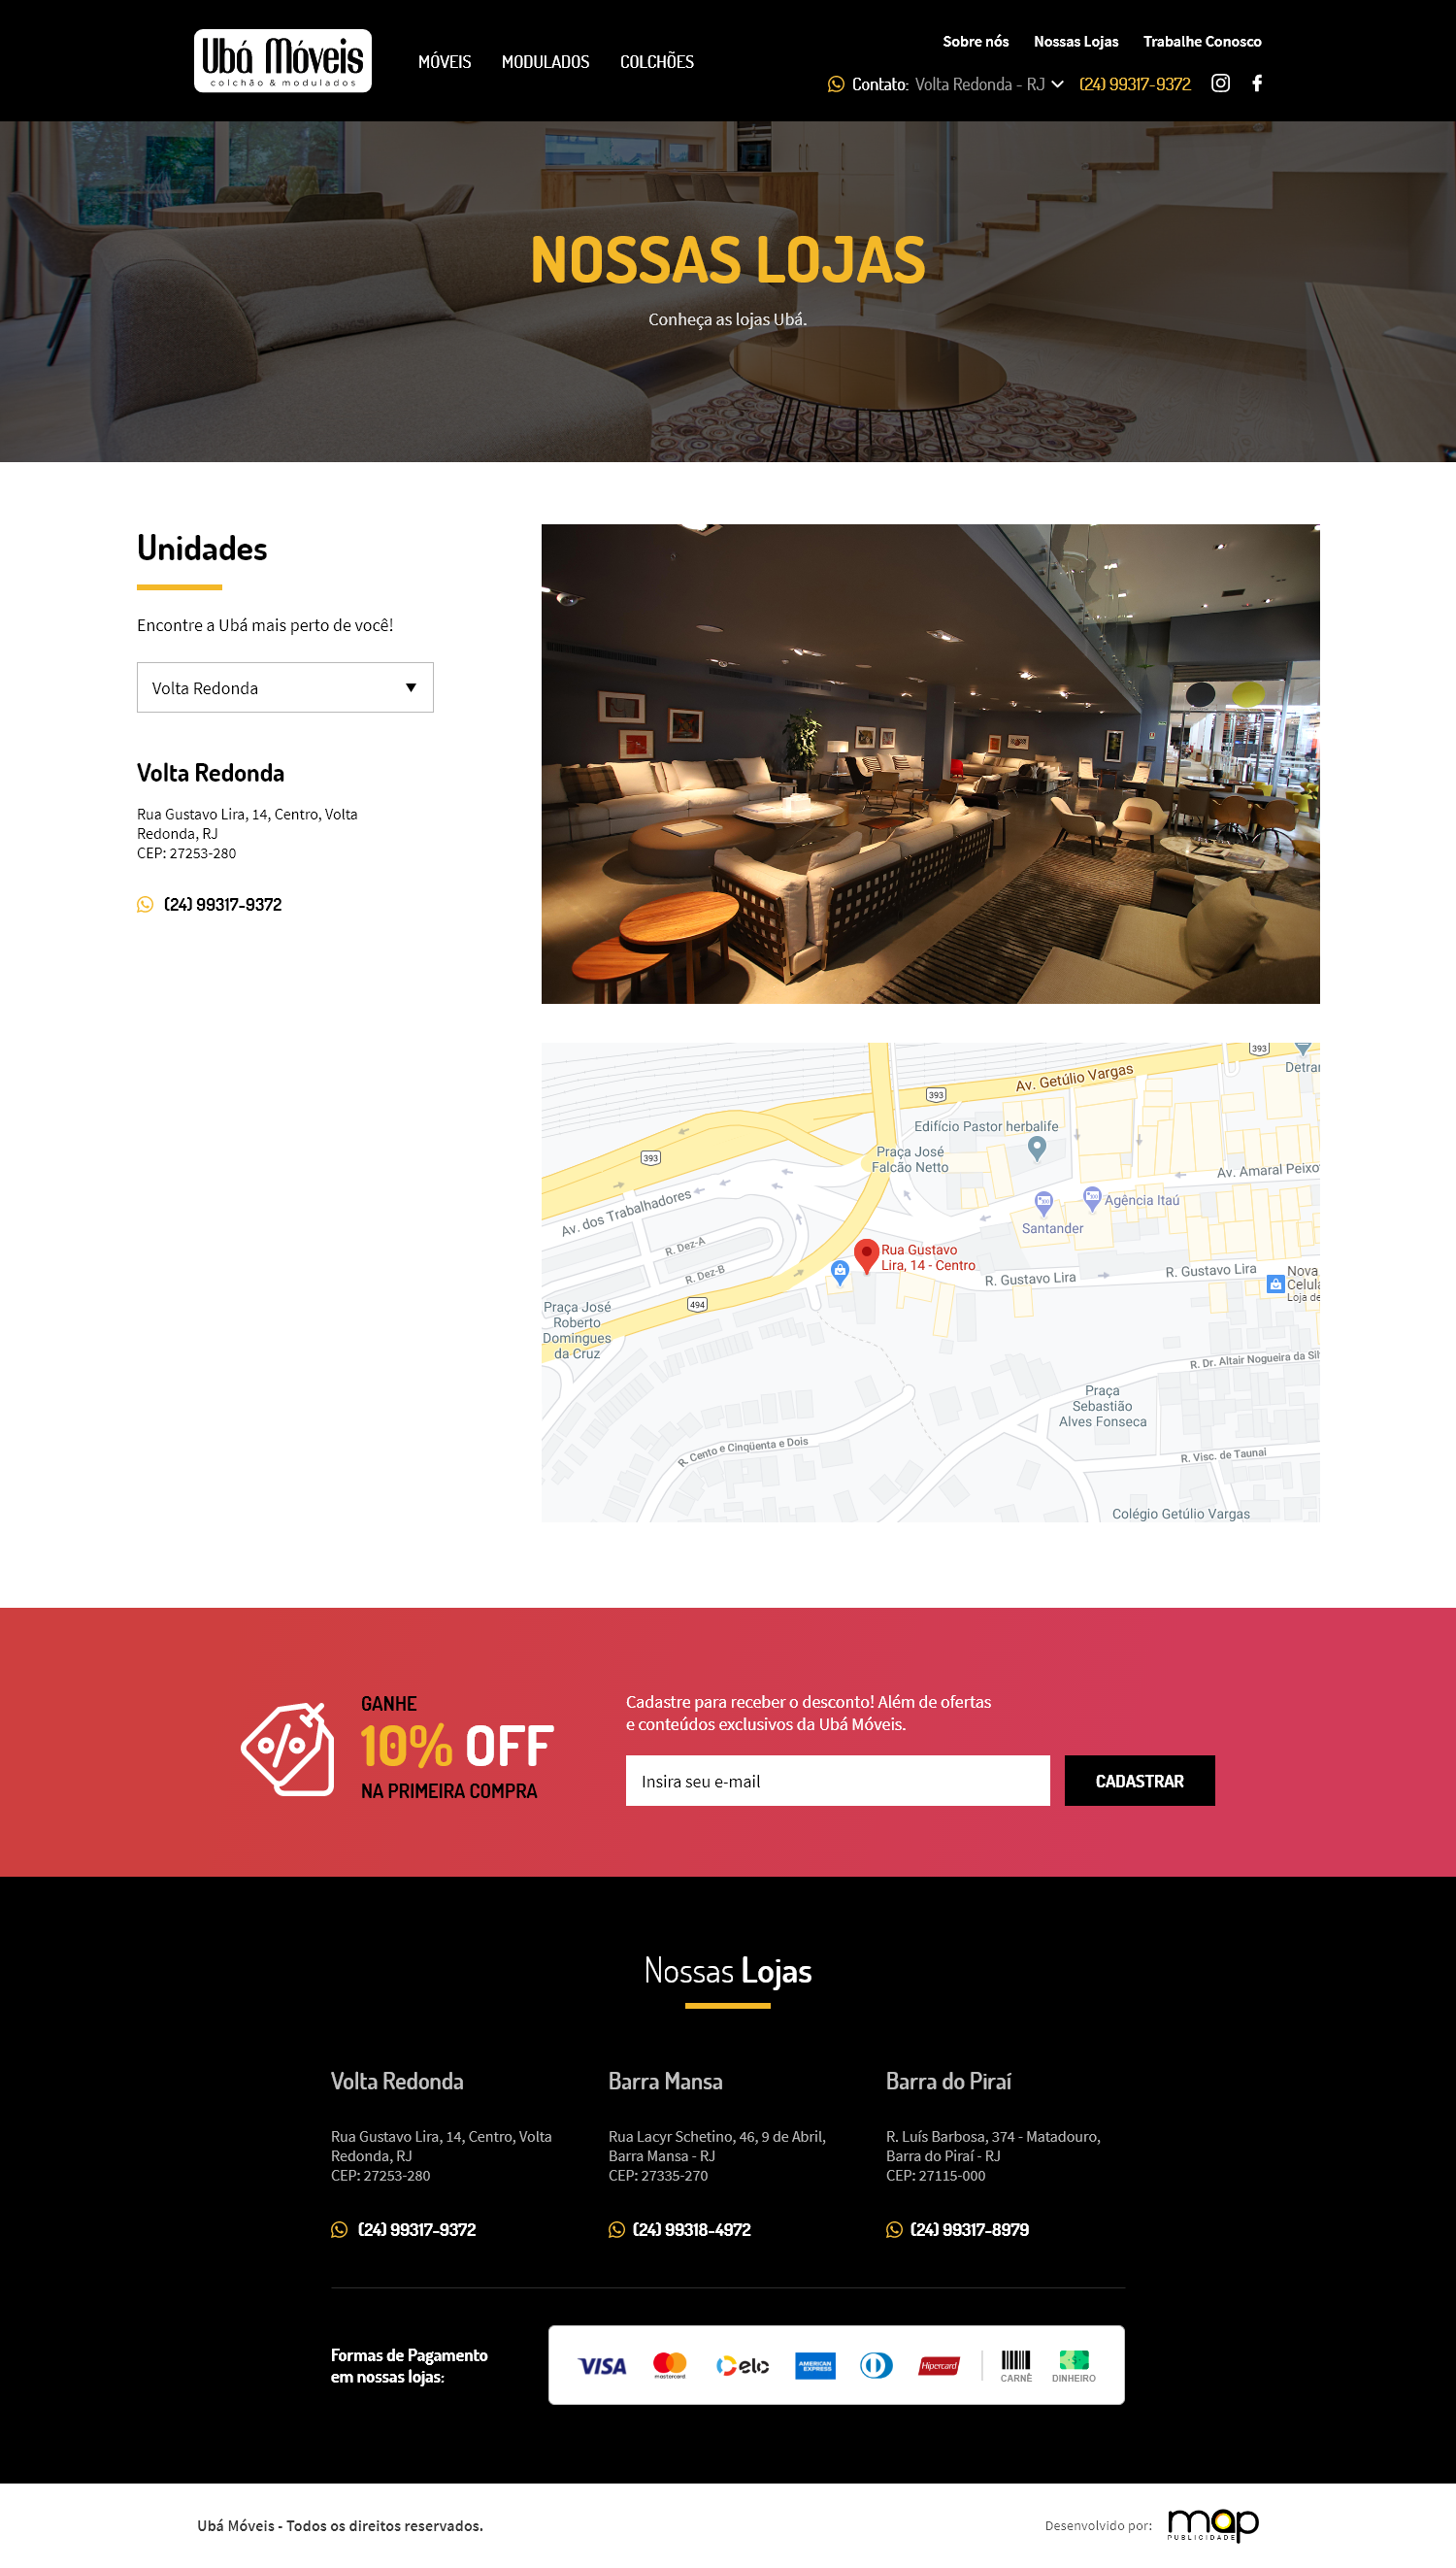 Ubá Móveis
colchão & modulados
MÓVEIS MODULADOS COLCHÕES
Sobre nós Nossas Lojas Trabalhe Conosco
Contato: Volta Redonda - RJ (24) 99317-9372
NOSSAS LOJAS
Conheça as lojas Ubá.
Unidades
Encontre a Ubá mais perto de você!
Volta Redonda
Volta Redonda
Rua Gustavo Lira, 14, Centro, Volta
Redonda, RJ
CEP: 27253-280
(24) 99317-9372
393
Detran
Av. Getúlio Vargas
393
Edifício Pastor herbalife
Praça José
Falcão Netto
393
Av. Amaral Peixot
Av. dos Trabalhadores
Agência Itaú
Santander
R. Dez-A
Rua Gustavo
Lira, 14 - Centro
R. Dez-B
R. Gustavo Lira
R. Gustavo Lira
Nova
Celula
Loja de
494
Praça José
Roberto
Domingues
da Cruz
R. Dr. Altair Nogueira da Silv
Praça
Sebastião
Alves Fonseca
R. Cento e Cinqüenta e Dois
R. Visc. de Taunai
Colégio Getúlio Vargas
GANHE
10% OFF
NA PRIMEIRA COMPRA
Cadastre para receber o desconto! Além de ofertas
e conteúdos exclusivos da Ubá Móveis.
Insira seu e-mail
CADASTRAR
Nossas Lojas
Volta Redonda
Rua Gustavo Lira, 14, Centro, Volta
Redonda, RJ
CEP: 27253-280
(24) 99317-9372
Barra Mansa
Rua Lacyr Schetino, 46, 9 de Abril,
Barra Mansa - RJ
CEP: 27335-270
(24) 99318-4972
Barra do Piraí
R. Luís Barbosa, 374 - Matadouro,
Barra do Piraí - RJ
CEP: 27115-000
(24) 99317-8979
Formas de Pagamento
em nossas lojas:
VISA
mastercard
elo
AMERICAN
EXPRESS
Hipercard
CARNÊ
DINHEIRO
Ubá Móveis - Todos os direitos reservados.
Desenvolvido por:
map
PUBLICIDADE